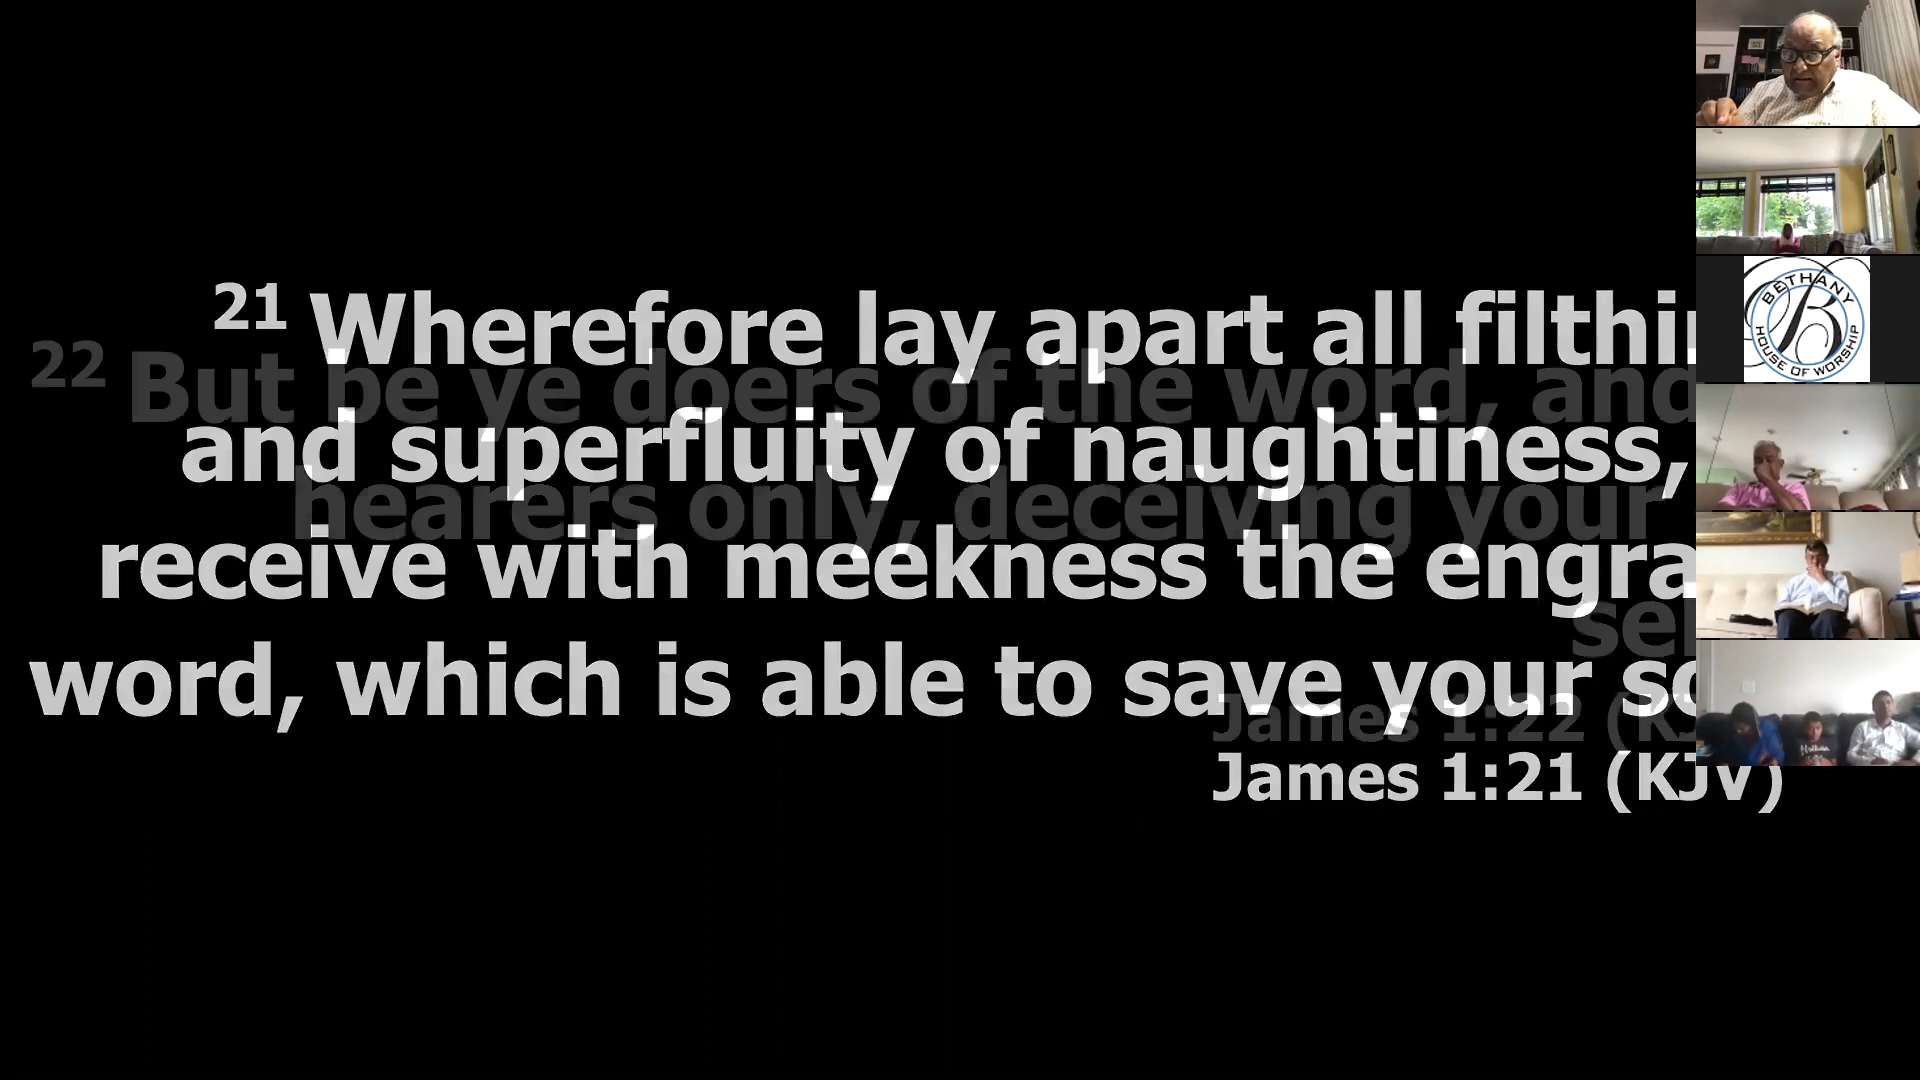 21 Wherefore lay apart all filthi
and superfluity of naughtiness,
receive with meekness the engra
word, which is able to save your so
James 1:21 (KJV)
22 But be ye doers of the word, and
hearers only, deceiving your
sel
James 1:22 (KJ
BETHANY
B
HOUSE OF WORSHIP